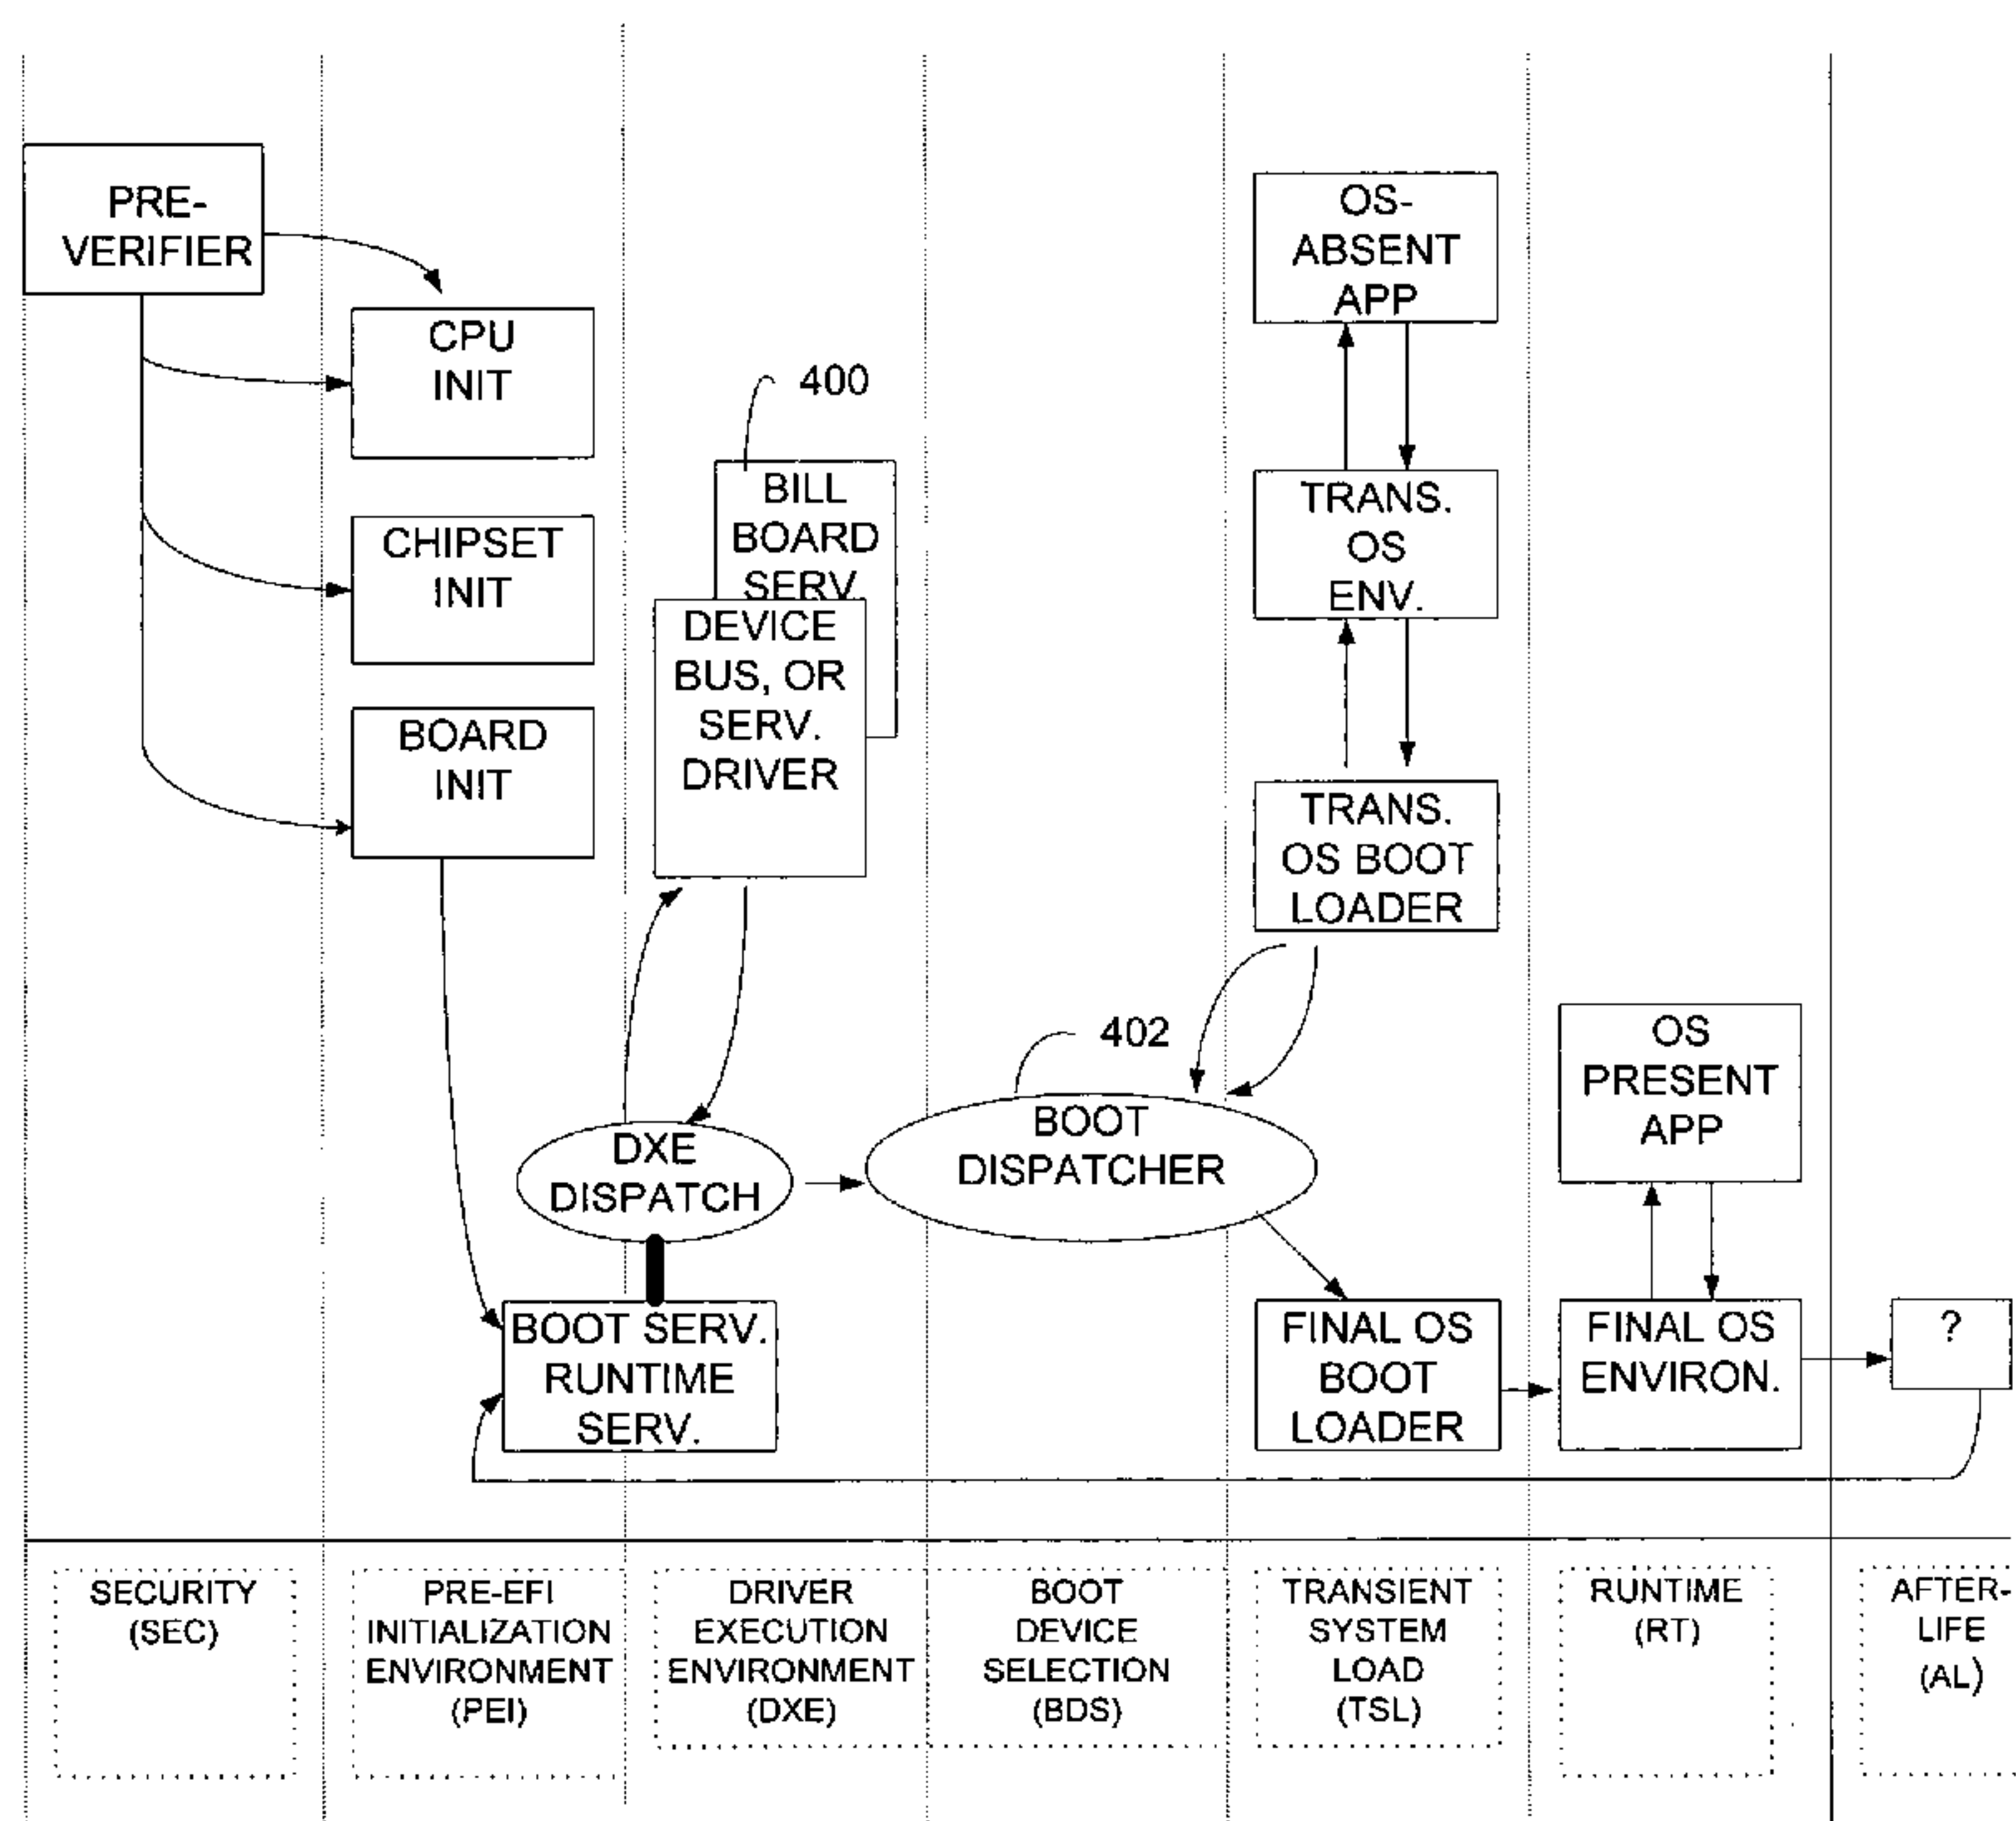 PRE-
VERIFIER
CPU
INIT
CHIPSET
INIT
BOARD
INIT
400
BILL
BOARD
SERV
DEVICE
BUS, OR
SERV.
DRIVER
DXE
DISPATCH
BOOT SERV.
RUNTIME
SERV.
402
BOOT
DISPATCHER
OS-
ABSENT
APP
TRANS.
OS
ENV.
TRANS.
OS BOOT
LOADER
FINAL OS
BOOT
LOADER
OS
PRESENT
APP
FINAL OS
ENVIRON.
?
SECURITY
(SEC)
PRE-EFI
INITIALIZATION
ENVIRONMENT
(PEI)
DRIVER
EXECUTION
ENVIRONMENT
(DXE)
BOOT
DEVICE
SELECTION
(BDS)
TRANSIENT
SYSTEM
LOAD
(TSL)
RUNTIME
(RT)
AFTER-
LIFE
(AL)